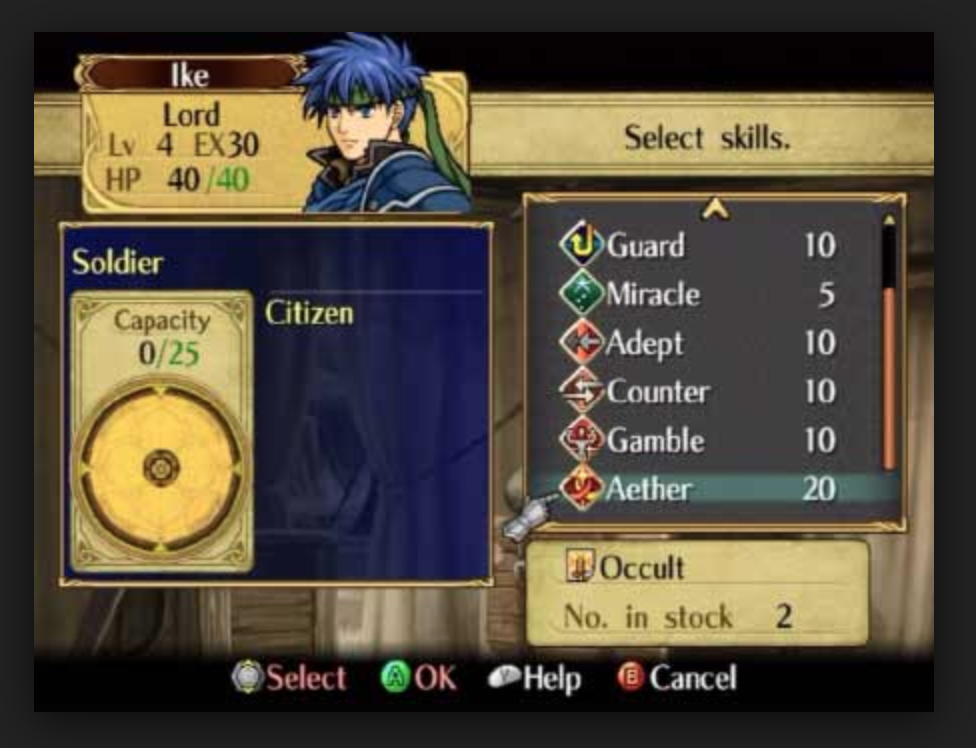 Ike
Lord
Lv 4 EX30
HP 40/40
Select skills.
Soldier
Capacity
0/25
Citizen
Guard 10
Miracle 5
Adept 10
Counter 10
Gamble 10
Aether 20
Occult
No. in stock 2
Select A OK Y Help B Cancel